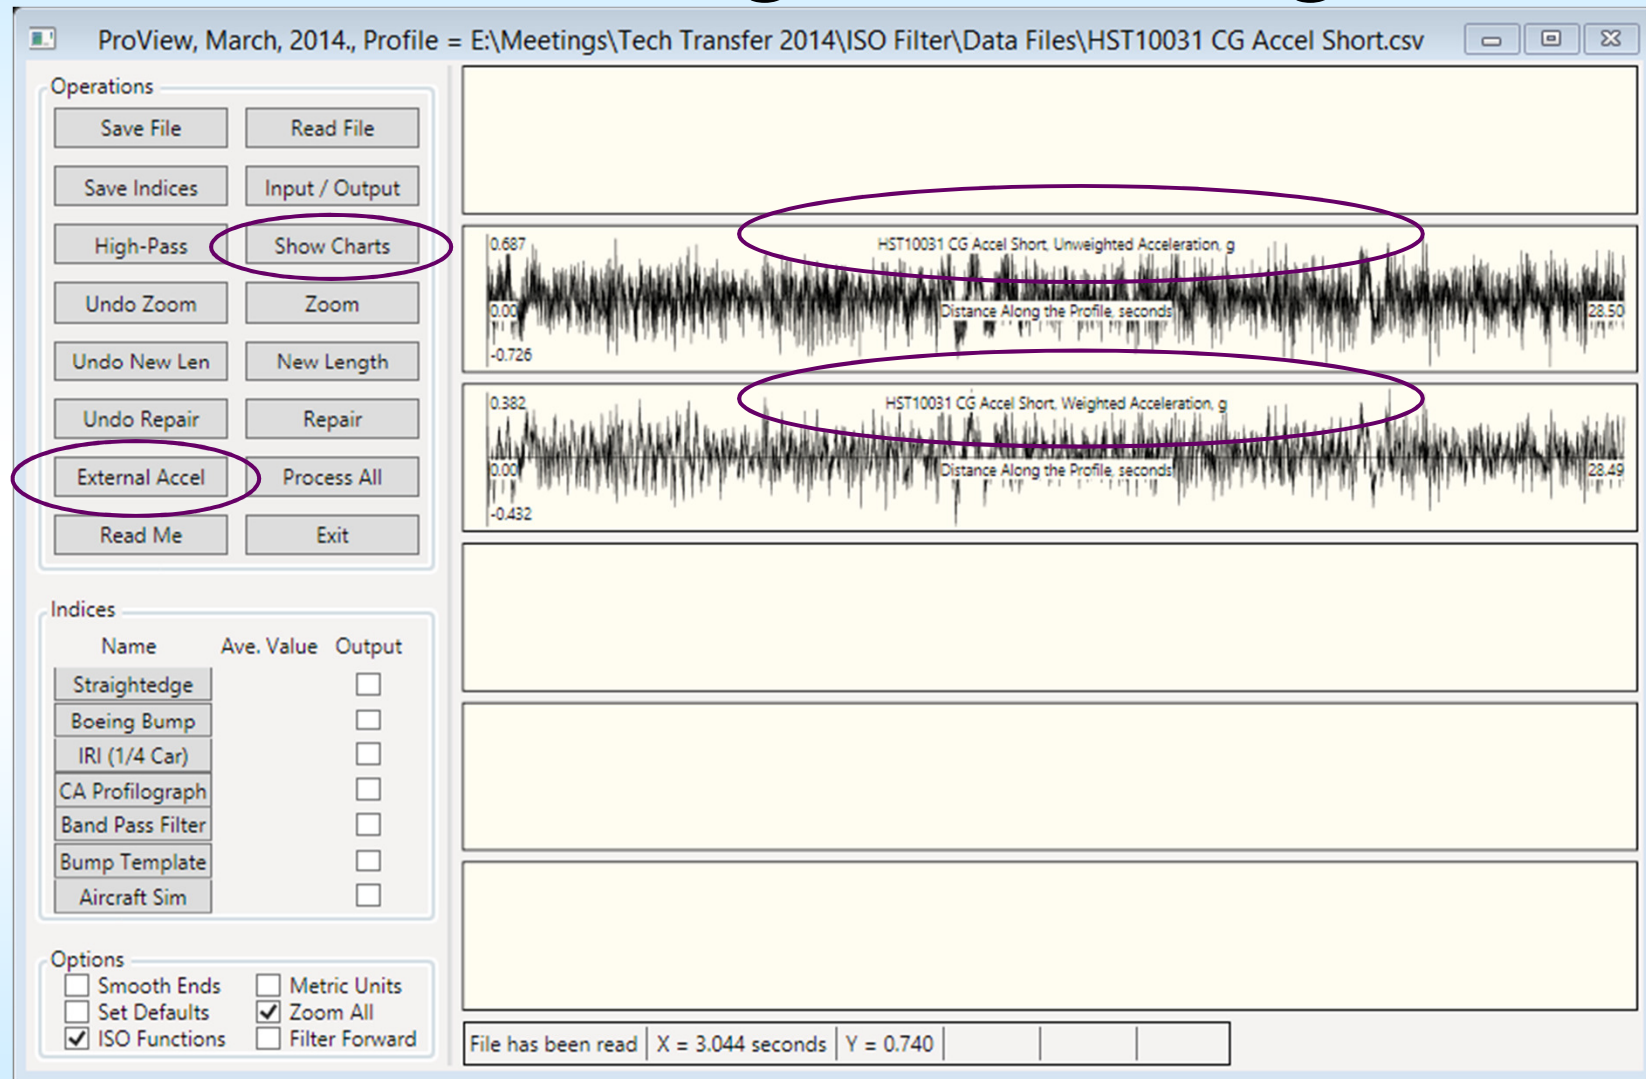 ProView, March, 2014., Profile = E:\Meetings\Tech Transfer 2014\ISO Filter\Data Files\HST10031 CG Accel Short.csv
Operations
Save File Read File
Save Indices Input / Output
High-Pass Show Charts
Undo Zoom Zoom
Undo New Len New Length
Undo Repair Repair
External Accel Process All
Read Me Exit
Indices
Name Ave. Value Output
Straightedge
Boeing Bump
IRI (1/4 Car)
CA Profilograph
Band Pass Filter
Bump Template
Aircraft Sim
Options
Smooth Ends Metric Units
Set Defaults Zoom All
ISO Functions Filter Forward
0.687 HST10031 CG Accel Short, Unweighted Acceleration, g
0.00 Distance Along the Profile, seconds 28.50
-0.726
0.382 HST10031 CG Accel Short, Weighted Acceleration, g
0.00 Distance Along the Profile, seconds 28.49
-0.432
File has been read X = 3.044 seconds Y = 0.740